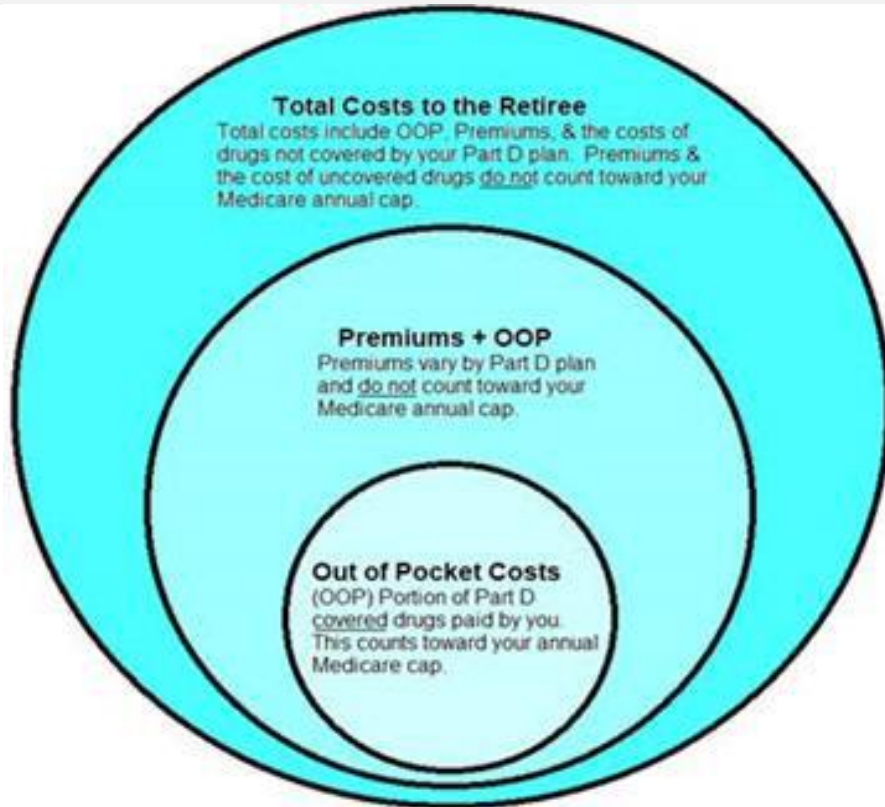 Total Costs to the Retiree
Total costs include OOP, Premiums, & the costs of
drugs not covered by your Part D plan. Premiums &
the cost of uncovered drugs do not count toward your
Medicare annual cap.
Premiums + OOP
Premiums vary by Part D plan
and do not count toward your
Medicare annual cap.
Out of Pocket Costs
(OOP) Portion of Part D
covered drugs paid by you.
This counts toward your annual
Medicare cap.